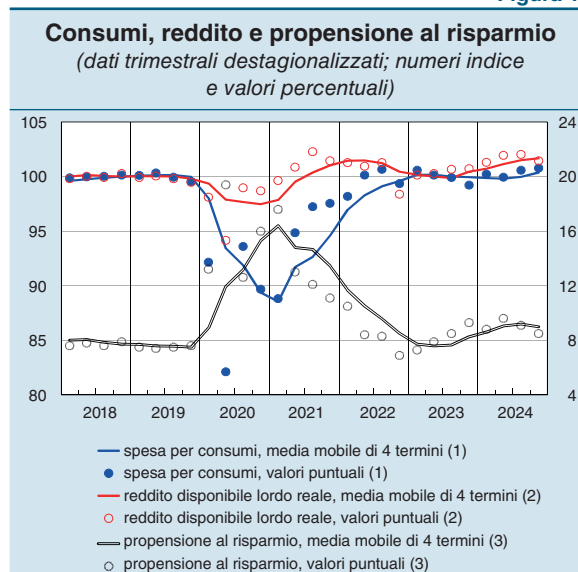 Consumi, reddito e propensione al risparmio
(dati trimestrali destagionalizzati; numeri indice
e valori percentuali)
105 24
100 20
95 16
90 12
85 8
80 4
2018 2019 2020 2021 2022 2023 2024
spesa per consumi, media mobile di 4 termini (1)
spesa per consumi, valori puntuali (1)
reddito disponibile lordo reale, media mobile di 4 termini (2)
reddito disponibile lordo reale, valori puntuali (2)
propensione al risparmio, media mobile di 4 termini (3)
propensione al risparmio, valori puntuali (3)